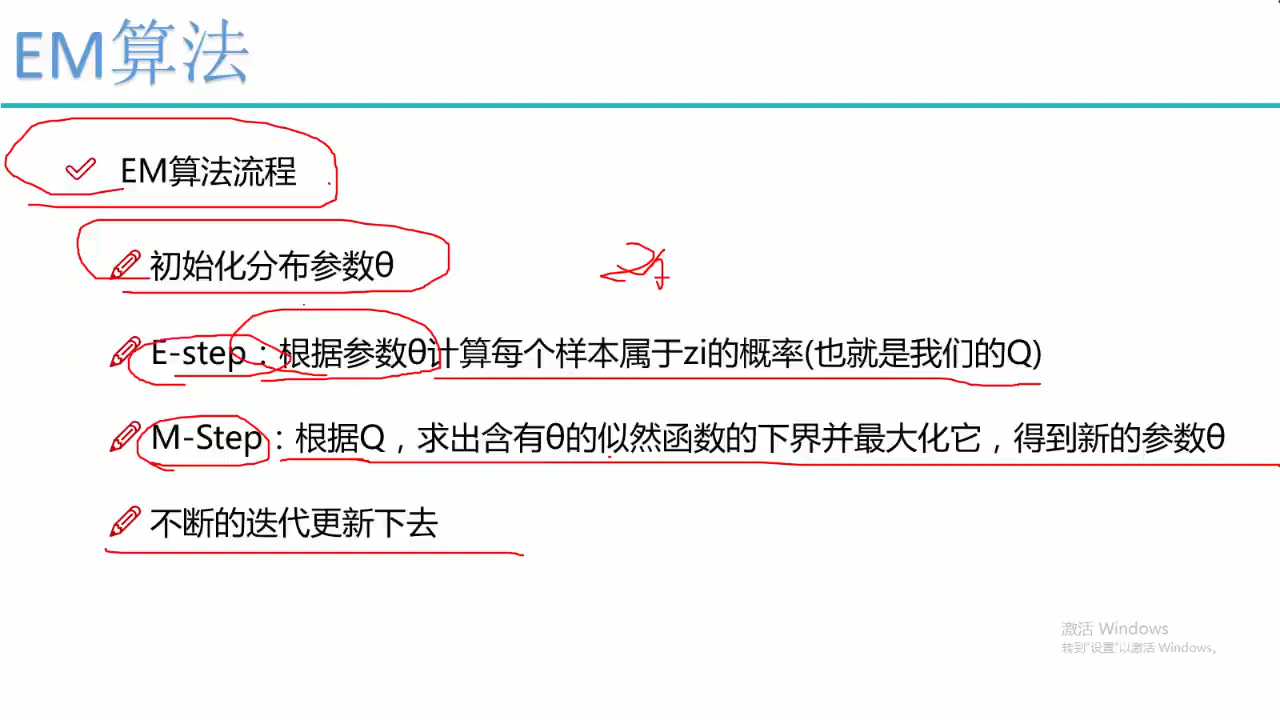 EM算法
EM算法流程
初始化分布参数θ
E-step：根据参数θ计算每个样本属于zi的概率(也就是我们的Q)
M-Step：根据Q，求出含有θ的似然函数的下界并最大化它，得到新的参数θ
不断的迭代更新下去
激活 Windows
转到"设置"以激活 Windows。